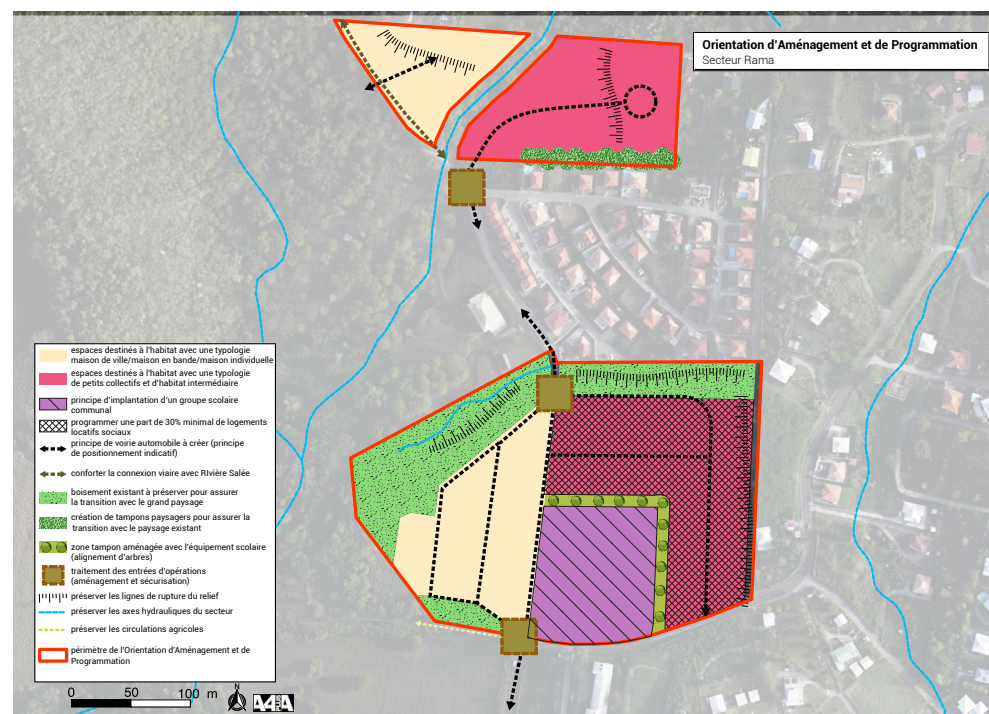 Orientation d'Aménagement et de Programmation
Secteur Rama
espaces destinés à l'habitat avec une typologie
maison de ville/maison en bande/maison individuelle
espaces destinés à l'habitat avec une typologie
de petits collectifs et d'habitat intermédiaire
principe d'implantation d'un groupe scolaire
communal
programmer une part de 30% minimal de logements
locatifs sociaux
principe de voirie automobile à créer (principe
de positionnement indicatif)
conforter la connexion viaire avec RIvière Salée
boisement existant à préserver pour assurer
la transition avec le grand paysage
création de tampons paysagers pour assurer la
transition avec le paysage existant
zone tampon aménagée avec l'équipement scolaire
(alignement d'arbres)
traitement des entrées d'opérations
(aménagement et sécurisation)
préserver les lignes de rupture du relief
préserver les axes hydrauliques du secteur
préserver les circulations agricoles
périmètre de l'Orientation d'Aménagement et de
Programmation
0 50 100 m